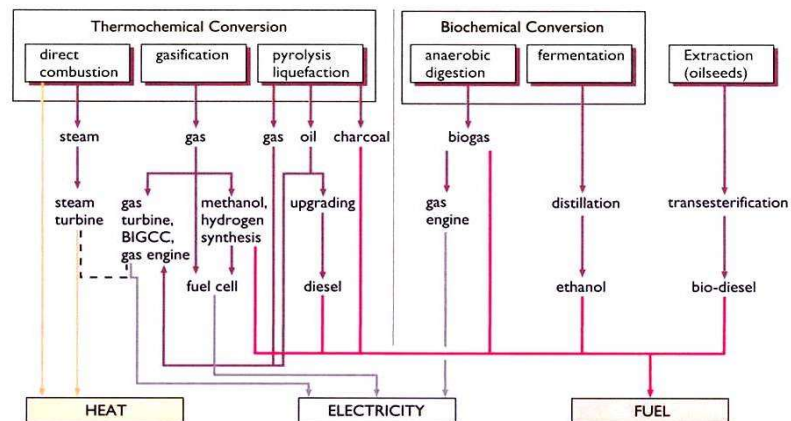 Thermochemical Conversion
Biochemical Conversion
direct
combustion
gasification
pyrolysis
liquefaction
anaerobic
digestion
fermentation
Extraction
(oilseeds)
steam
gas
gas
oil
charcoal
biogas
steam
turbine
gas
turbine,
BIGCC,
gas engine
methanol,
hydrogen
synthesis
upgrading
gas
engine
distillation
transesterification
fuel cell
diesel
ethanol
bio-diesel
HEAT
ELECTRICITY
FUEL